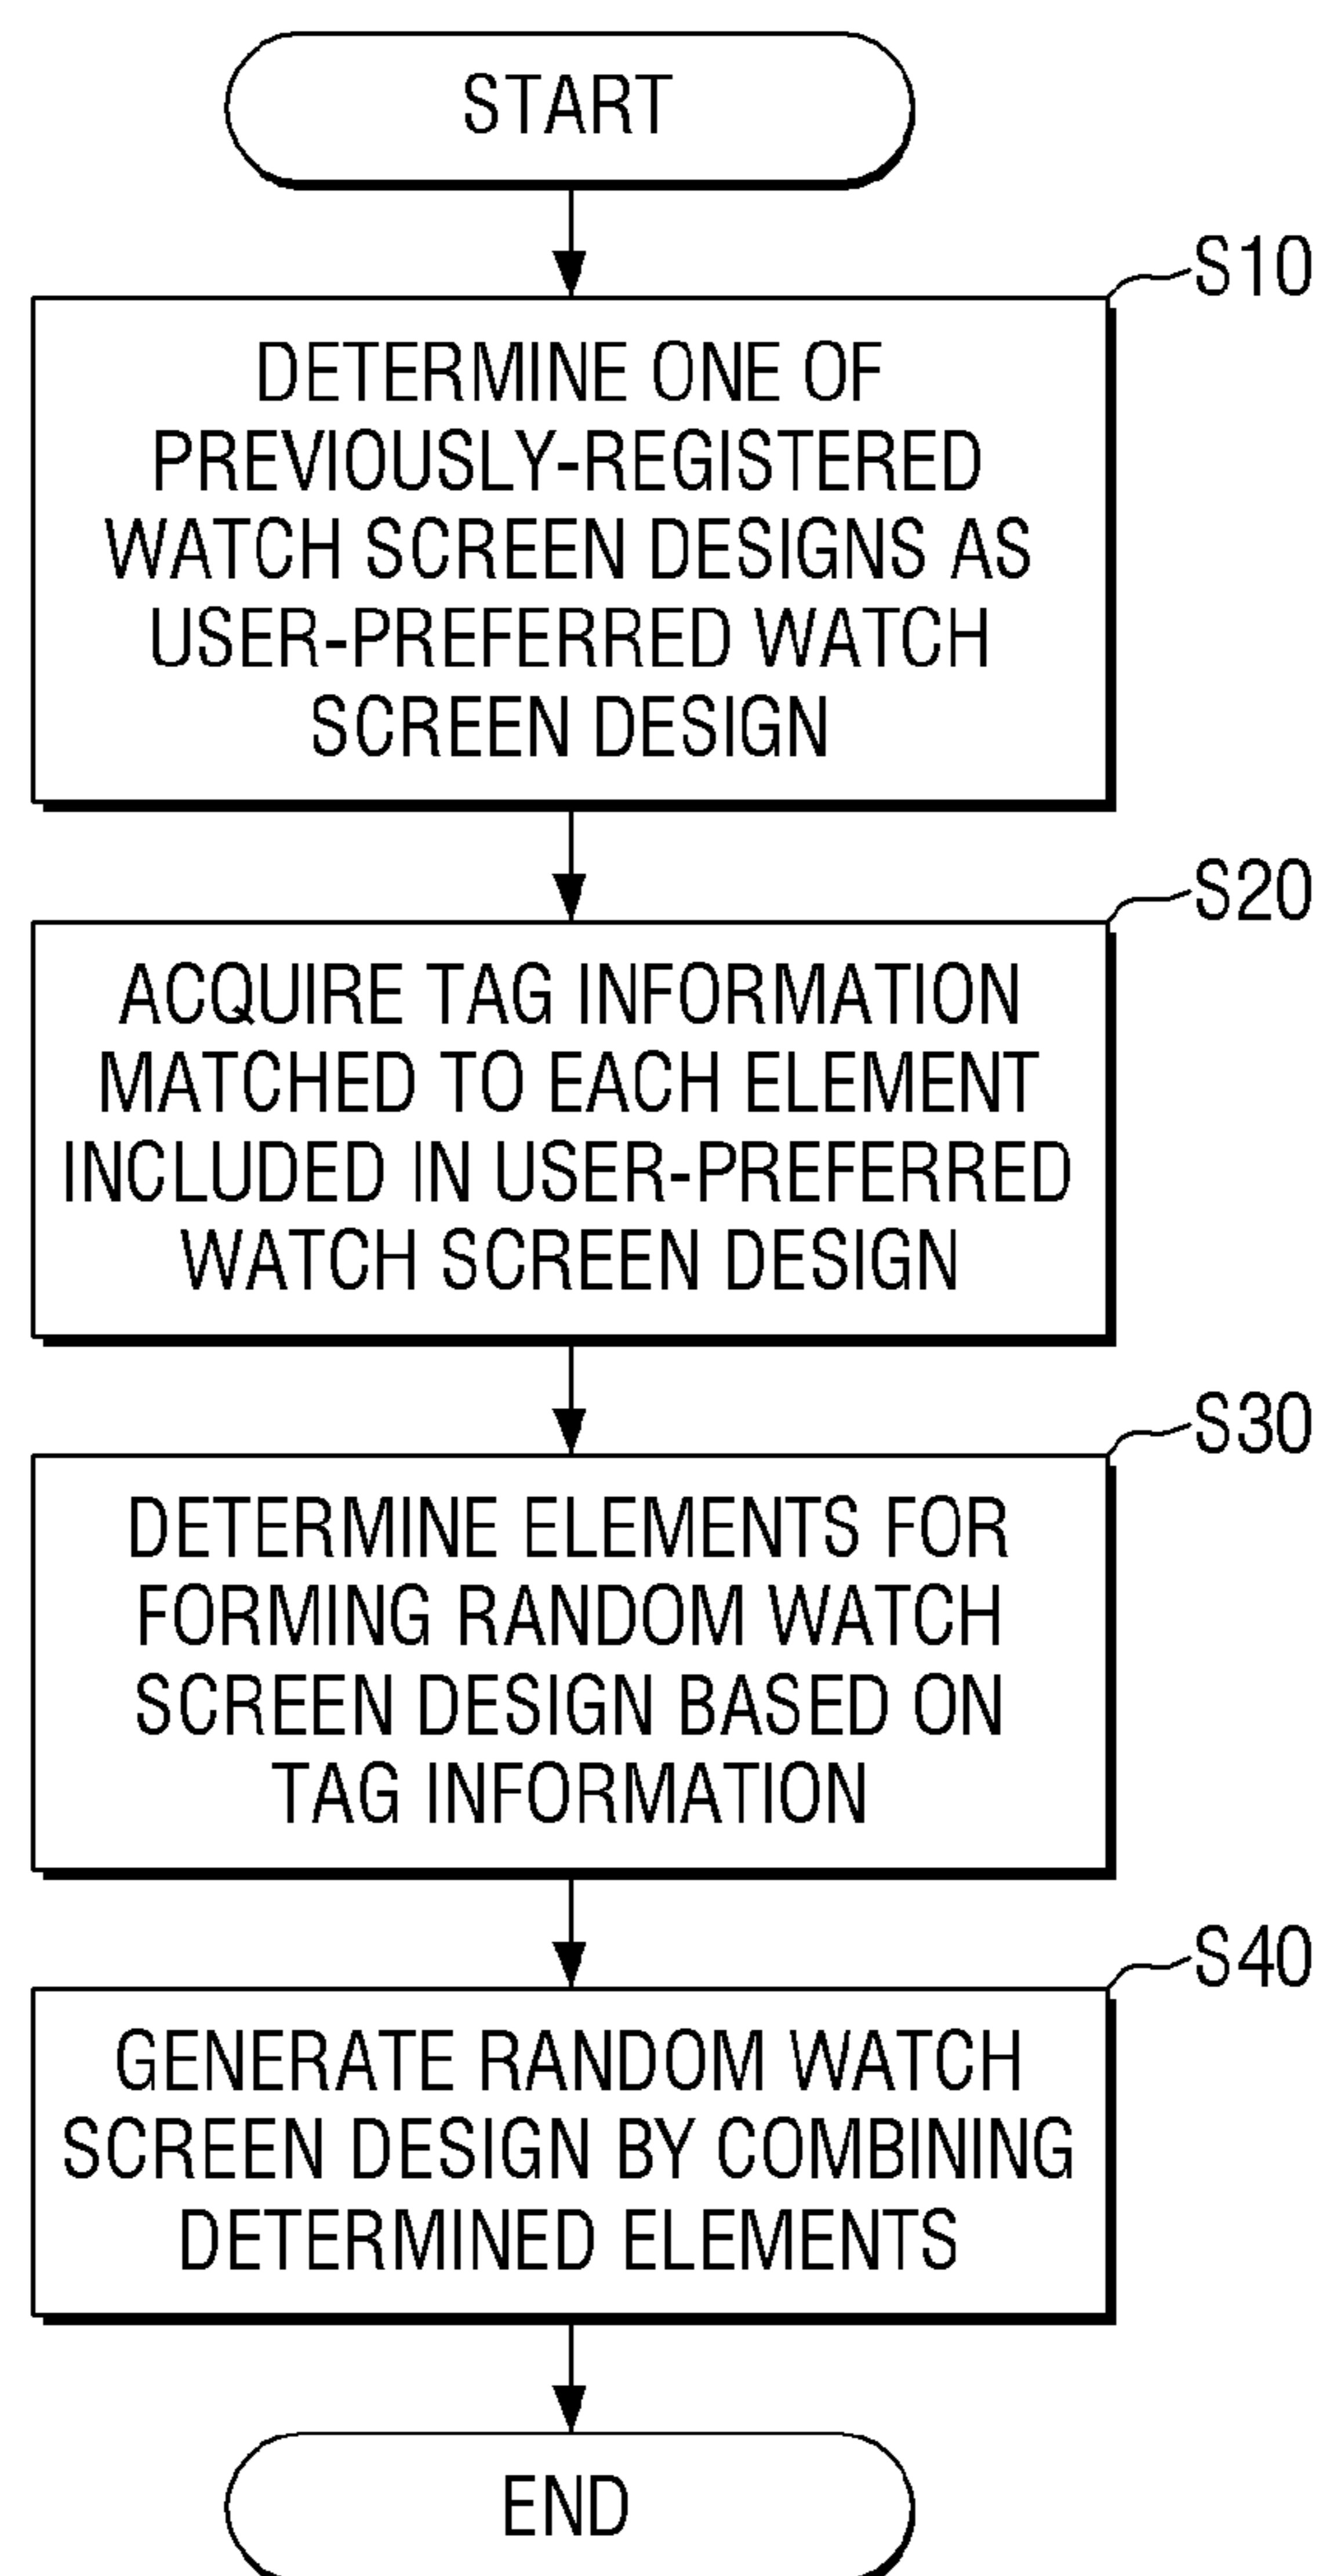 START
S10
DETERMINE ONE OF
PREVIOUSLY-REGISTERED
WATCH SCREEN DESIGNS AS
USER-PREFERRED WATCH
SCREEN DESIGN
S20
ACQUIRE TAG INFORMATION
MATCHED TO EACH ELEMENT
INCLUDED IN USER-PREFERRED
WATCH SCREEN DESIGN
S30
DETERMINE ELEMENTS FOR
FORMING RANDOM WATCH
SCREEN DESIGN BASED ON
TAG INFORMATION
S40
GENERATE RANDOM WATCH
SCREEN DESIGN BY COMBINING
DETERMINED ELEMENTS
END